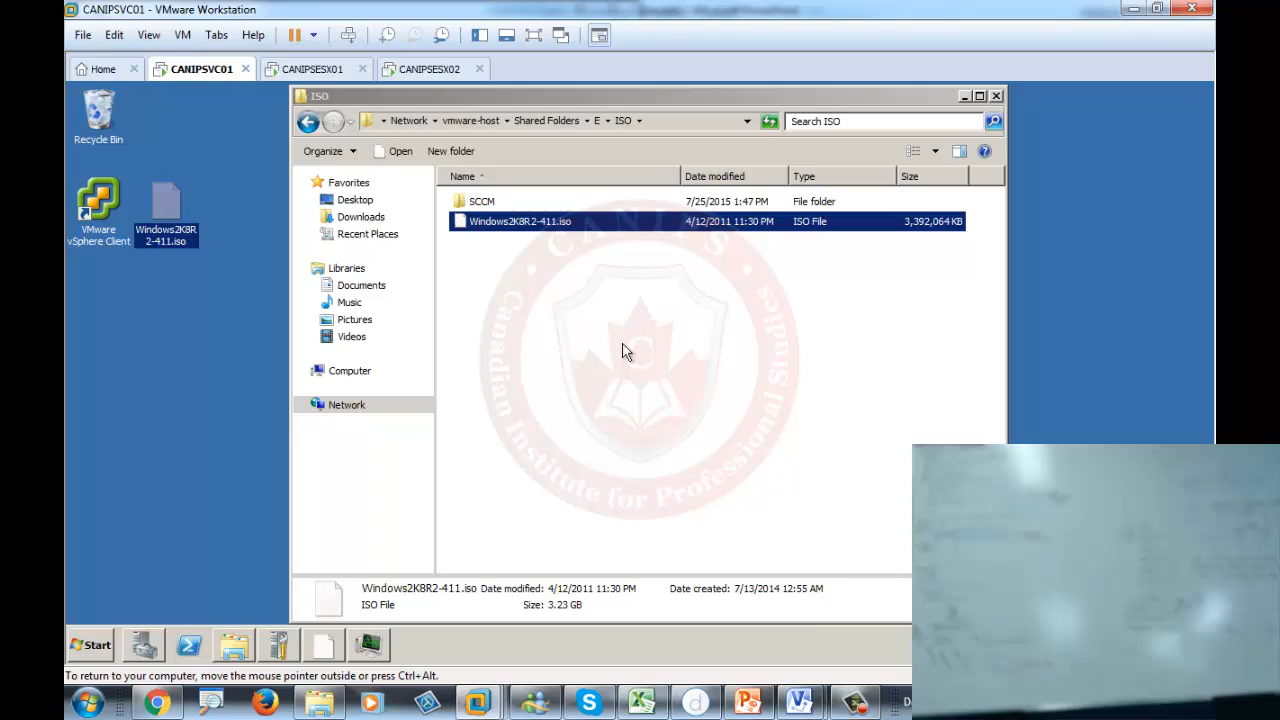 CANIPSVC01 - VMware Workstation
File Edit View VM Tabs Help
Home CANIPSVC01 CANIPSESX01 CANIPSESX02
Recycle Bin
VMware vSphere Client
Windows2K8R2-411.iso
ISO
Network vmware-host Shared Folders E ISO Search ISO
Organize Open New folder
Favorites
Desktop
Downloads
Recent Places
Libraries
Documents
Music
Pictures
Videos
Computer
Network
Name Date modified Type Size
SCCM 7/25/2015 1:47 PM File folder
Windows2K8R2-411.iso 4/12/2011 11:30 PM ISO File 3,392,064 KB
CANIPS
Canadian Institute for Professional Studies
C
Windows2K8R2-411.iso Date modified: 4/12/2011 11:30 PM Date created: 7/13/2014 12:55 AM
ISO File Size: 3.23 GB
Start
To return to your computer, move the mouse pointer outside or press Ctrl+Alt.
D